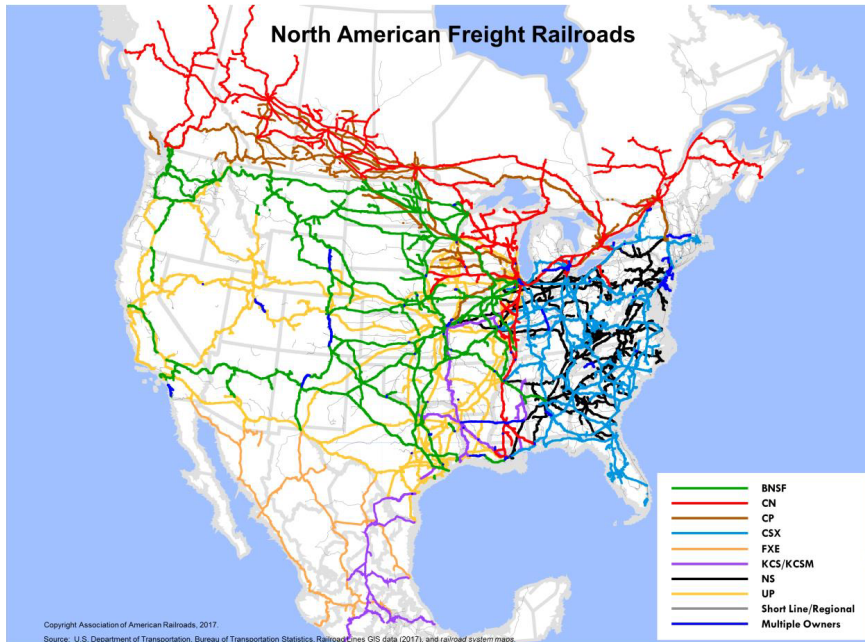 North American Freight Railroads
BNSF
CN
CP
CSX
FXE
KCS/KCSM
NS
UP
Short Line/Regional
Multiple Owners
Copyright Association of American Railroads, 2017.
Source: U.S. Department of Transportation, Bureau of Transportation Statistics, Railroad Lines GIS data (2017), and railroad system maps.